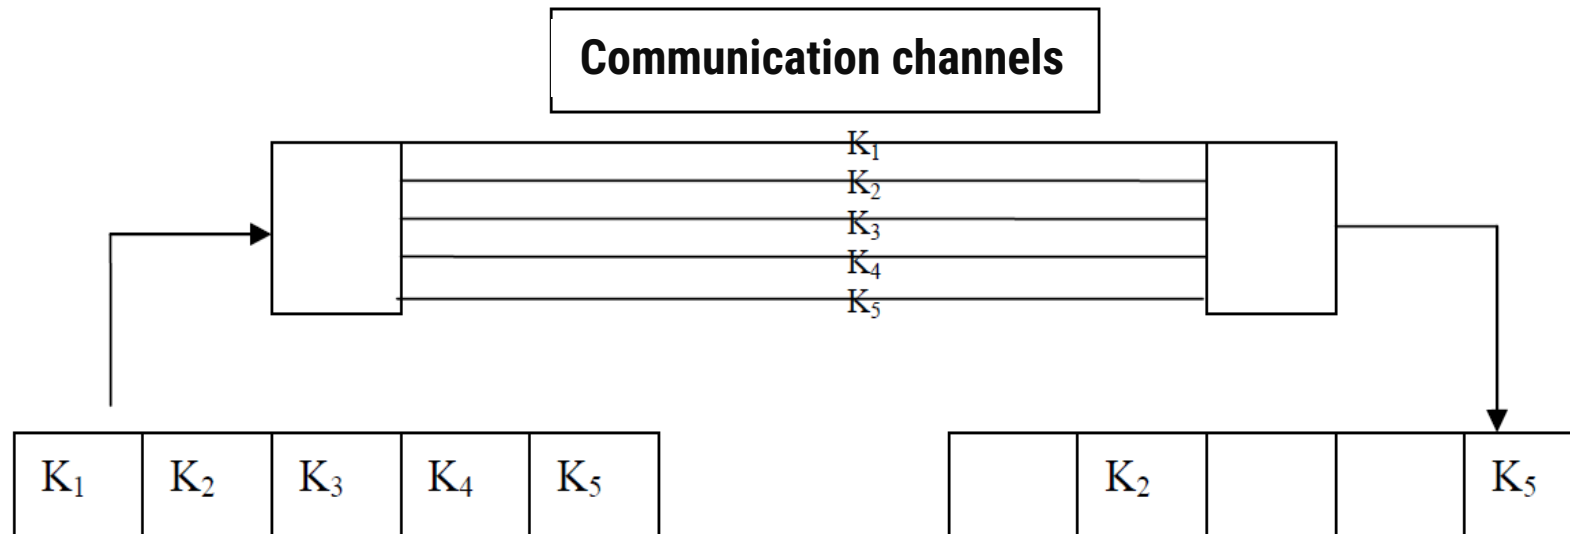 Communication channels
K₁
K₂
K₃
K₄
K₅
K₁ K₂ K₃ K₄ K₅ K₂ K₅